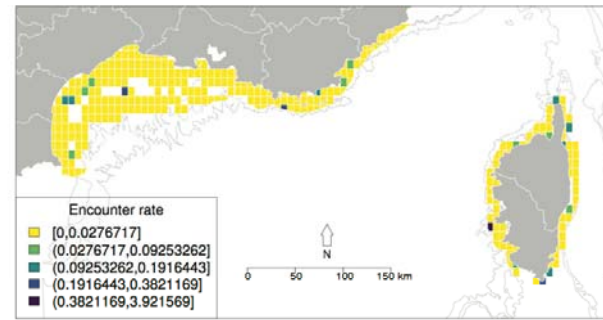 Encounter rate
[0,0.0276717]
(0.0276717,0.09253262]
(0.09253262,0.1916443]
(0.1916443,0.3821169]
(0.3821169,3.921569]
N
0 50 100 150 km